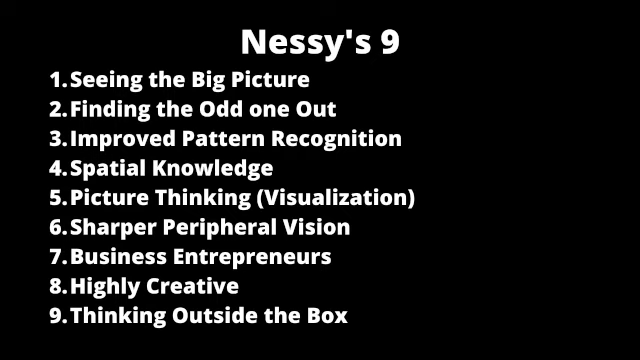 Nessy's 9
1. Seeing the Big Picture
2. Finding the Odd one Out
3. Improved Pattern Recognition
4. Spatial Knowledge
5. Picture Thinking (Visualization)
6. Sharper Peripheral Vision
7. Business Entrepreneurs
8. Highly Creative
9. Thinking Outside the Box